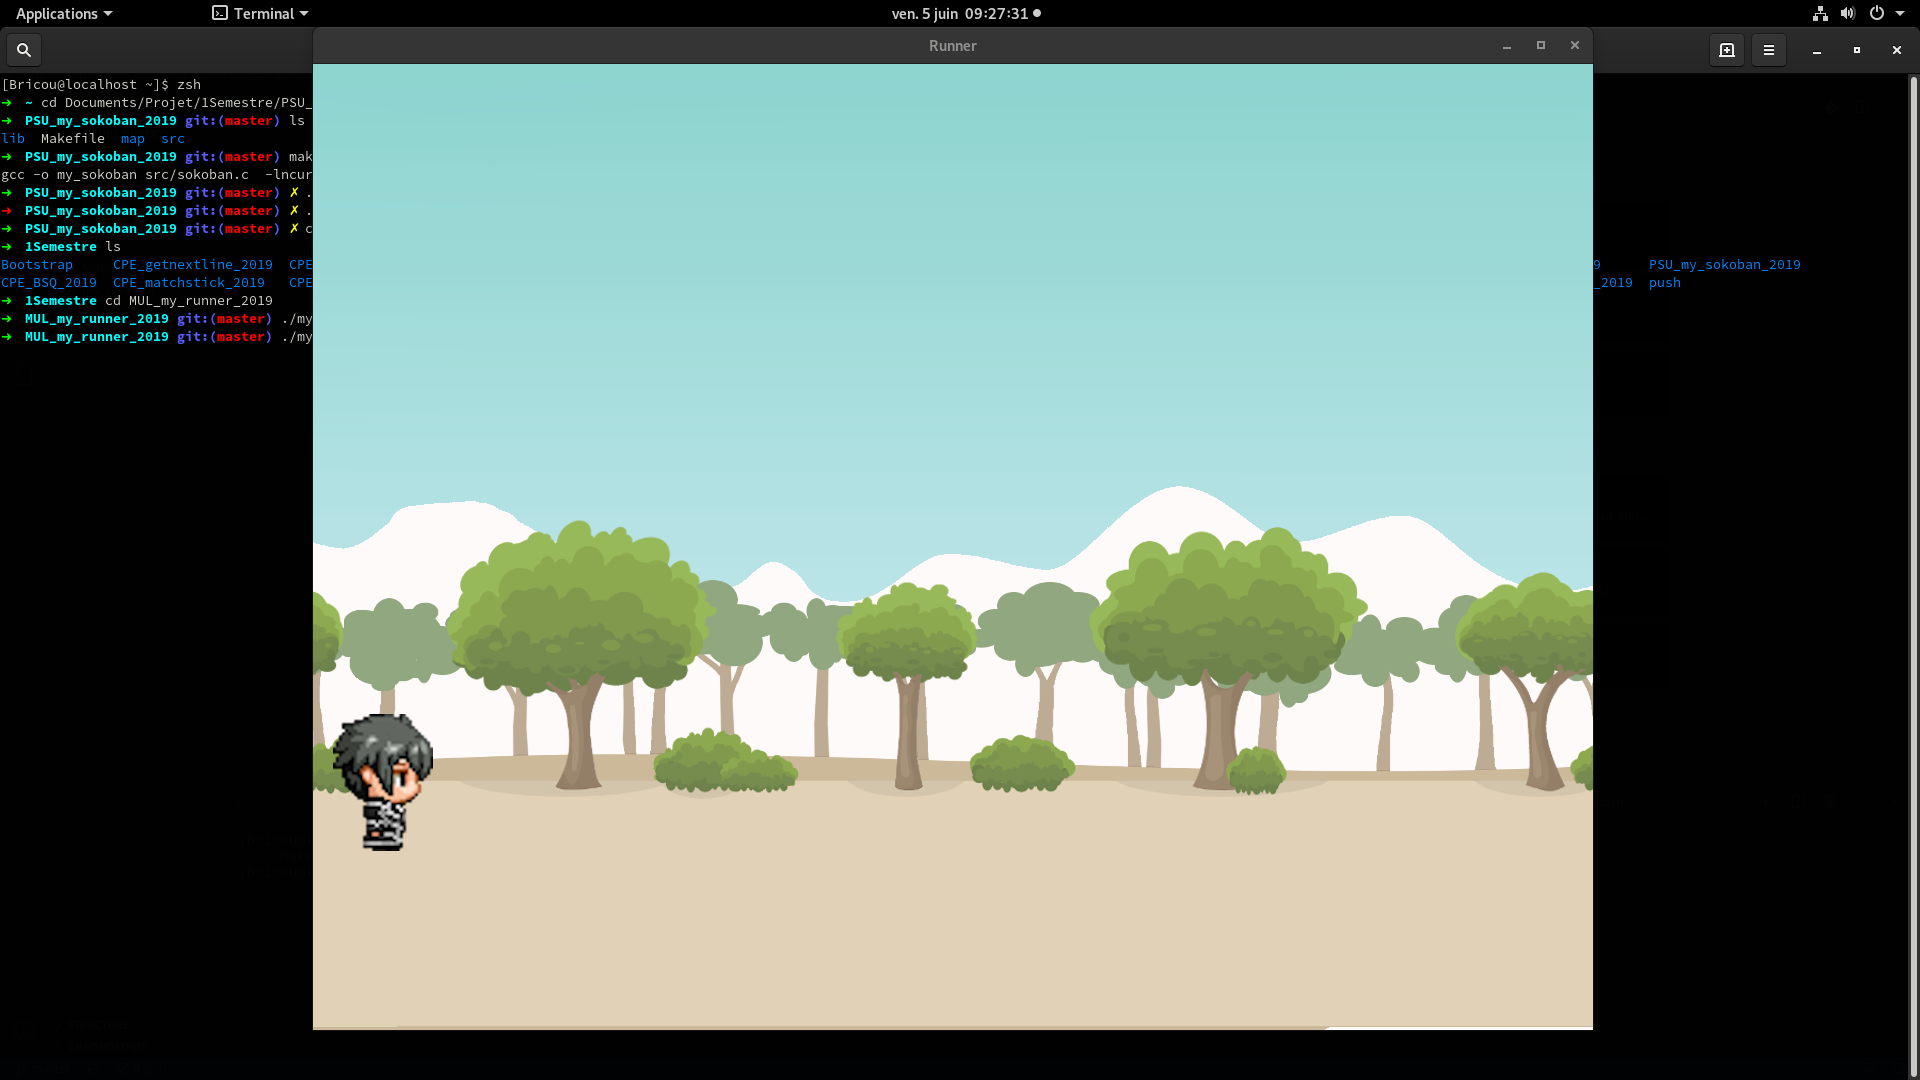 Applications Terminal ven. 5 juin 09:27:31
Runner
[Bricou@localhost ~]$ zsh
➜ ~ cd Documents/Projet/1Semestre/PSU_
➜ PSU_my_sokoban_2019 git:(master) ls
lib Makefile map src
➜ PSU_my_sokoban_2019 git:(master) mak
gcc -o my_sokoban src/sokoban.c -lncur
➜ PSU_my_sokoban_2019 git:(master) ✗ .
➜ PSU_my_sokoban_2019 git:(master) ✗ .
➜ PSU_my_sokoban_2019 git:(master) ✗ c
➜ 1Semestre ls
Bootstrap CPE_getnextline_2019 CPE 9 PSU_my_sokoban_2019
CPE_BSQ_2019 CPE_matchstick_2019 CPE _2019 push
➜ 1Semestre cd MUL_my_runner_2019
➜ MUL_my_runner_2019 git:(master) ./my
➜ MUL_my_runner_2019 git:(master) ./my